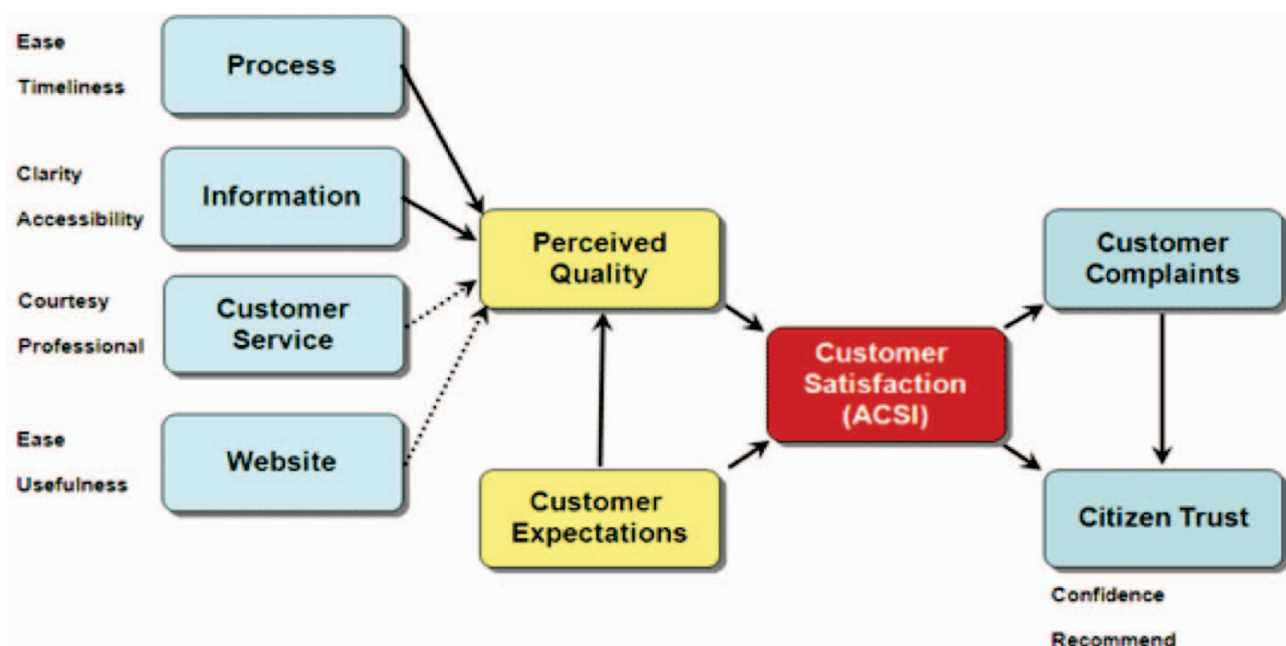 Ease
Timeliness
Process
Clarity
Accessibility
Information
Courtesy
Professional
Customer
Service
Ease
Usefulness
Website
Perceived
Quality
Customer
Expectations
Customer
Satisfaction
(ACSI)
Customer
Complaints
Citizen Trust
Confidence
Recommend